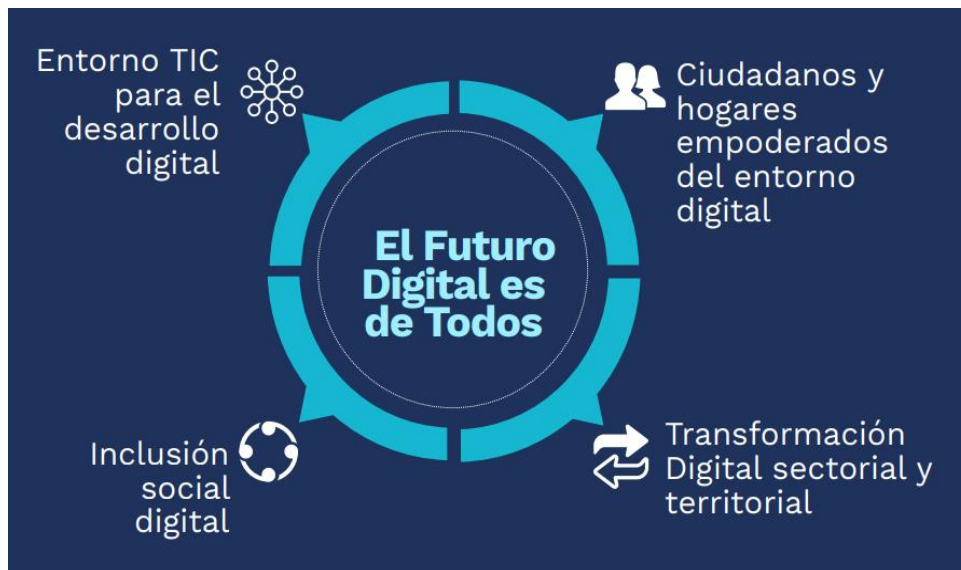 Entorno TIC
para el
desarrollo
digital
Ciudadanos y
hogares
empoderados
del entorno
digital
El Futuro
Digital es
de Todos
Inclusión
social
digital
Transformación
Digital sectorial y
territorial